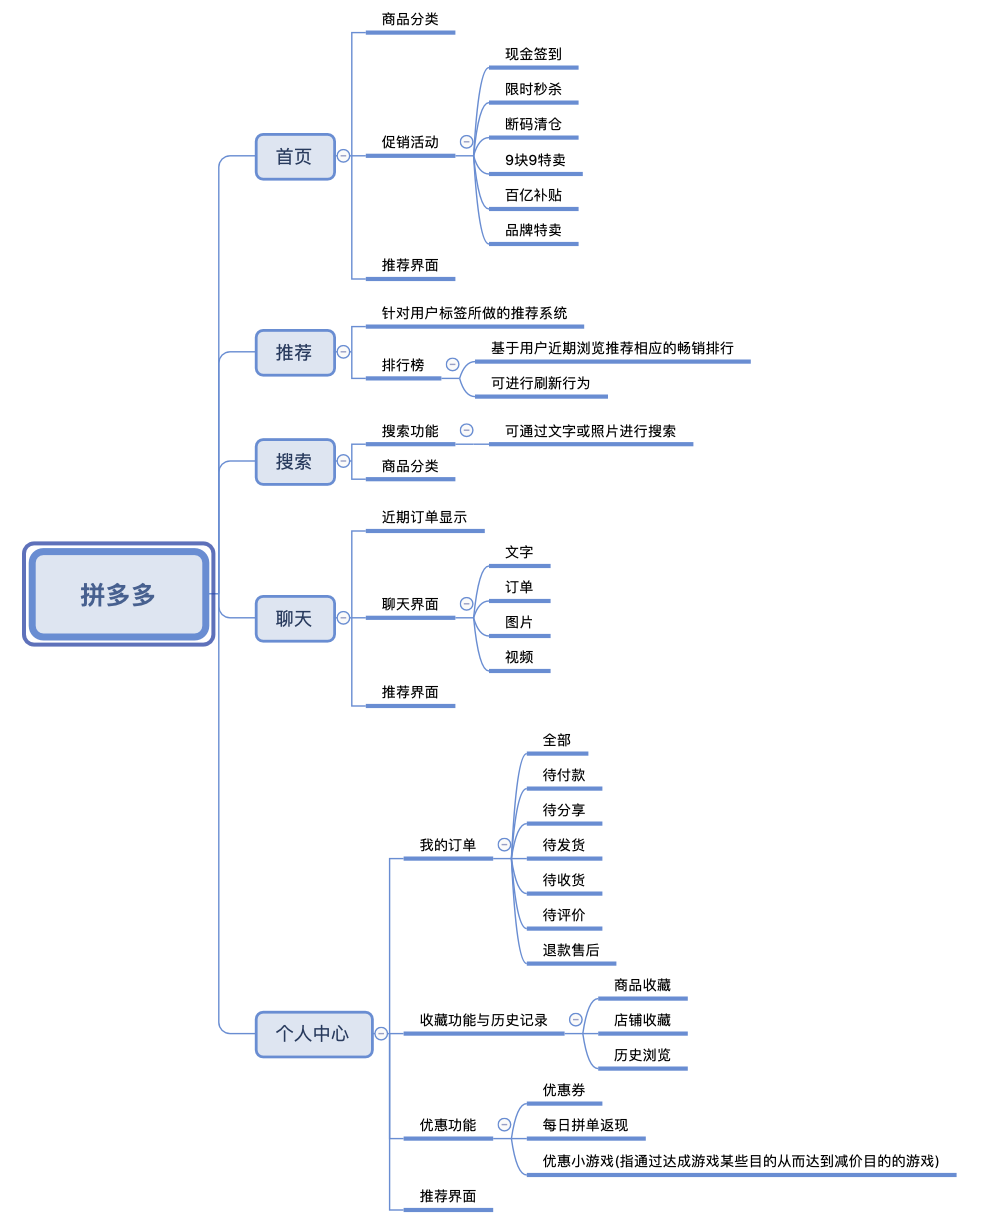 拼多多
首页
商品分类
促销活动
现金签到
限时秒杀
断码清仓
9块9特卖
百亿补贴
品牌特卖
推荐界面
推荐
针对用户标签所做的推荐系统
排行榜
基于用户近期浏览推荐相应的畅销排行
可进行刷新行为
搜索
搜索功能
可通过文字或照片进行搜索
商品分类
聊天
近期订单显示
聊天界面
文字
订单
图片
视频
推荐界面
个人中心
我的订单
全部
待付款
待分享
待发货
待收货
待评价
退款售后
收藏功能与历史记录
商品收藏
店铺收藏
历史浏览
优惠功能
优惠券
每日拼单返现
优惠小游戏(指通过达成游戏某些目的从而达到减价目的的游戏)
推荐界面